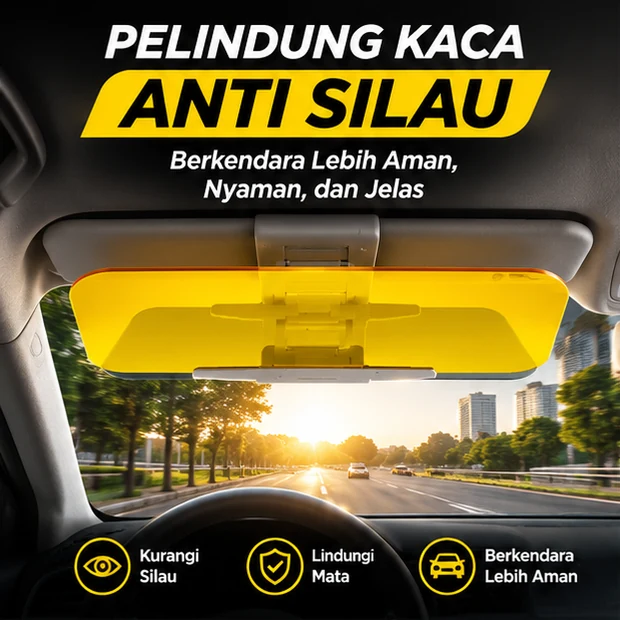 PELINDUNG KACA
ANTI SILAU
Berkendara Lebih Aman,
Nyaman, dan Jelas
Kurangi
Silau
Lindungi
Mata
Berkendara
Lebih Aman